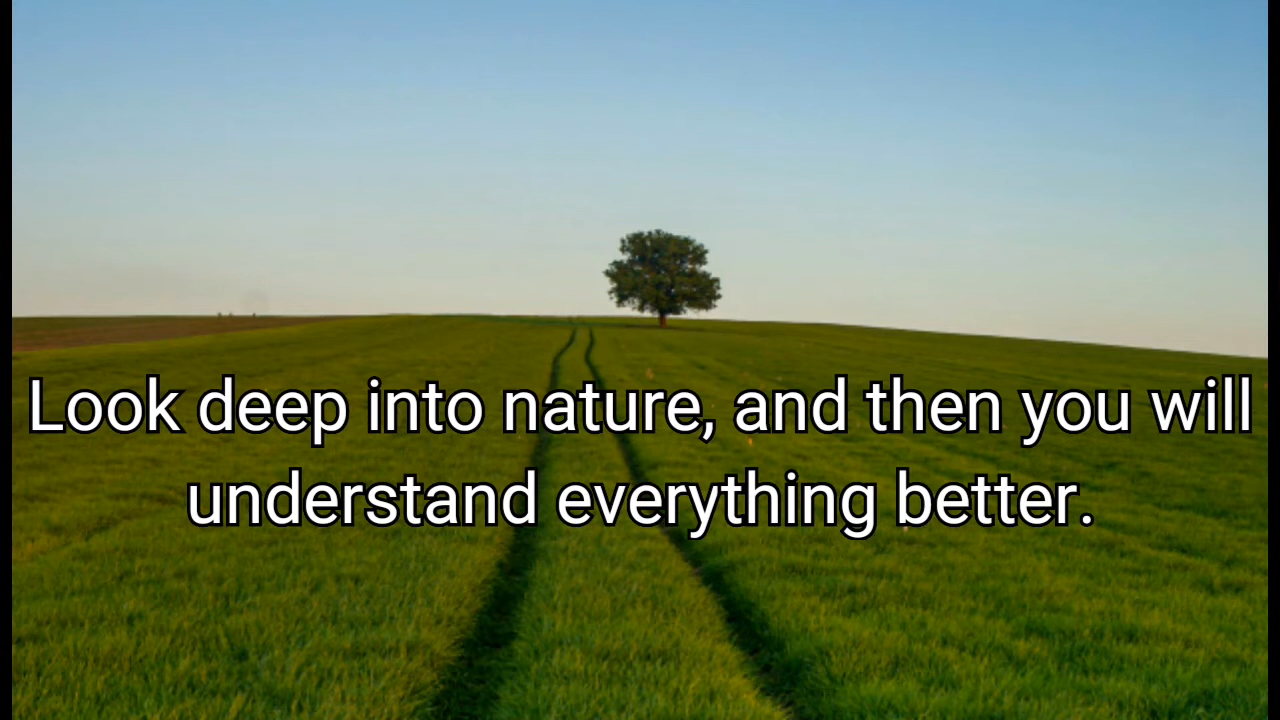 Look deep into nature, and then you will
understand everything better.